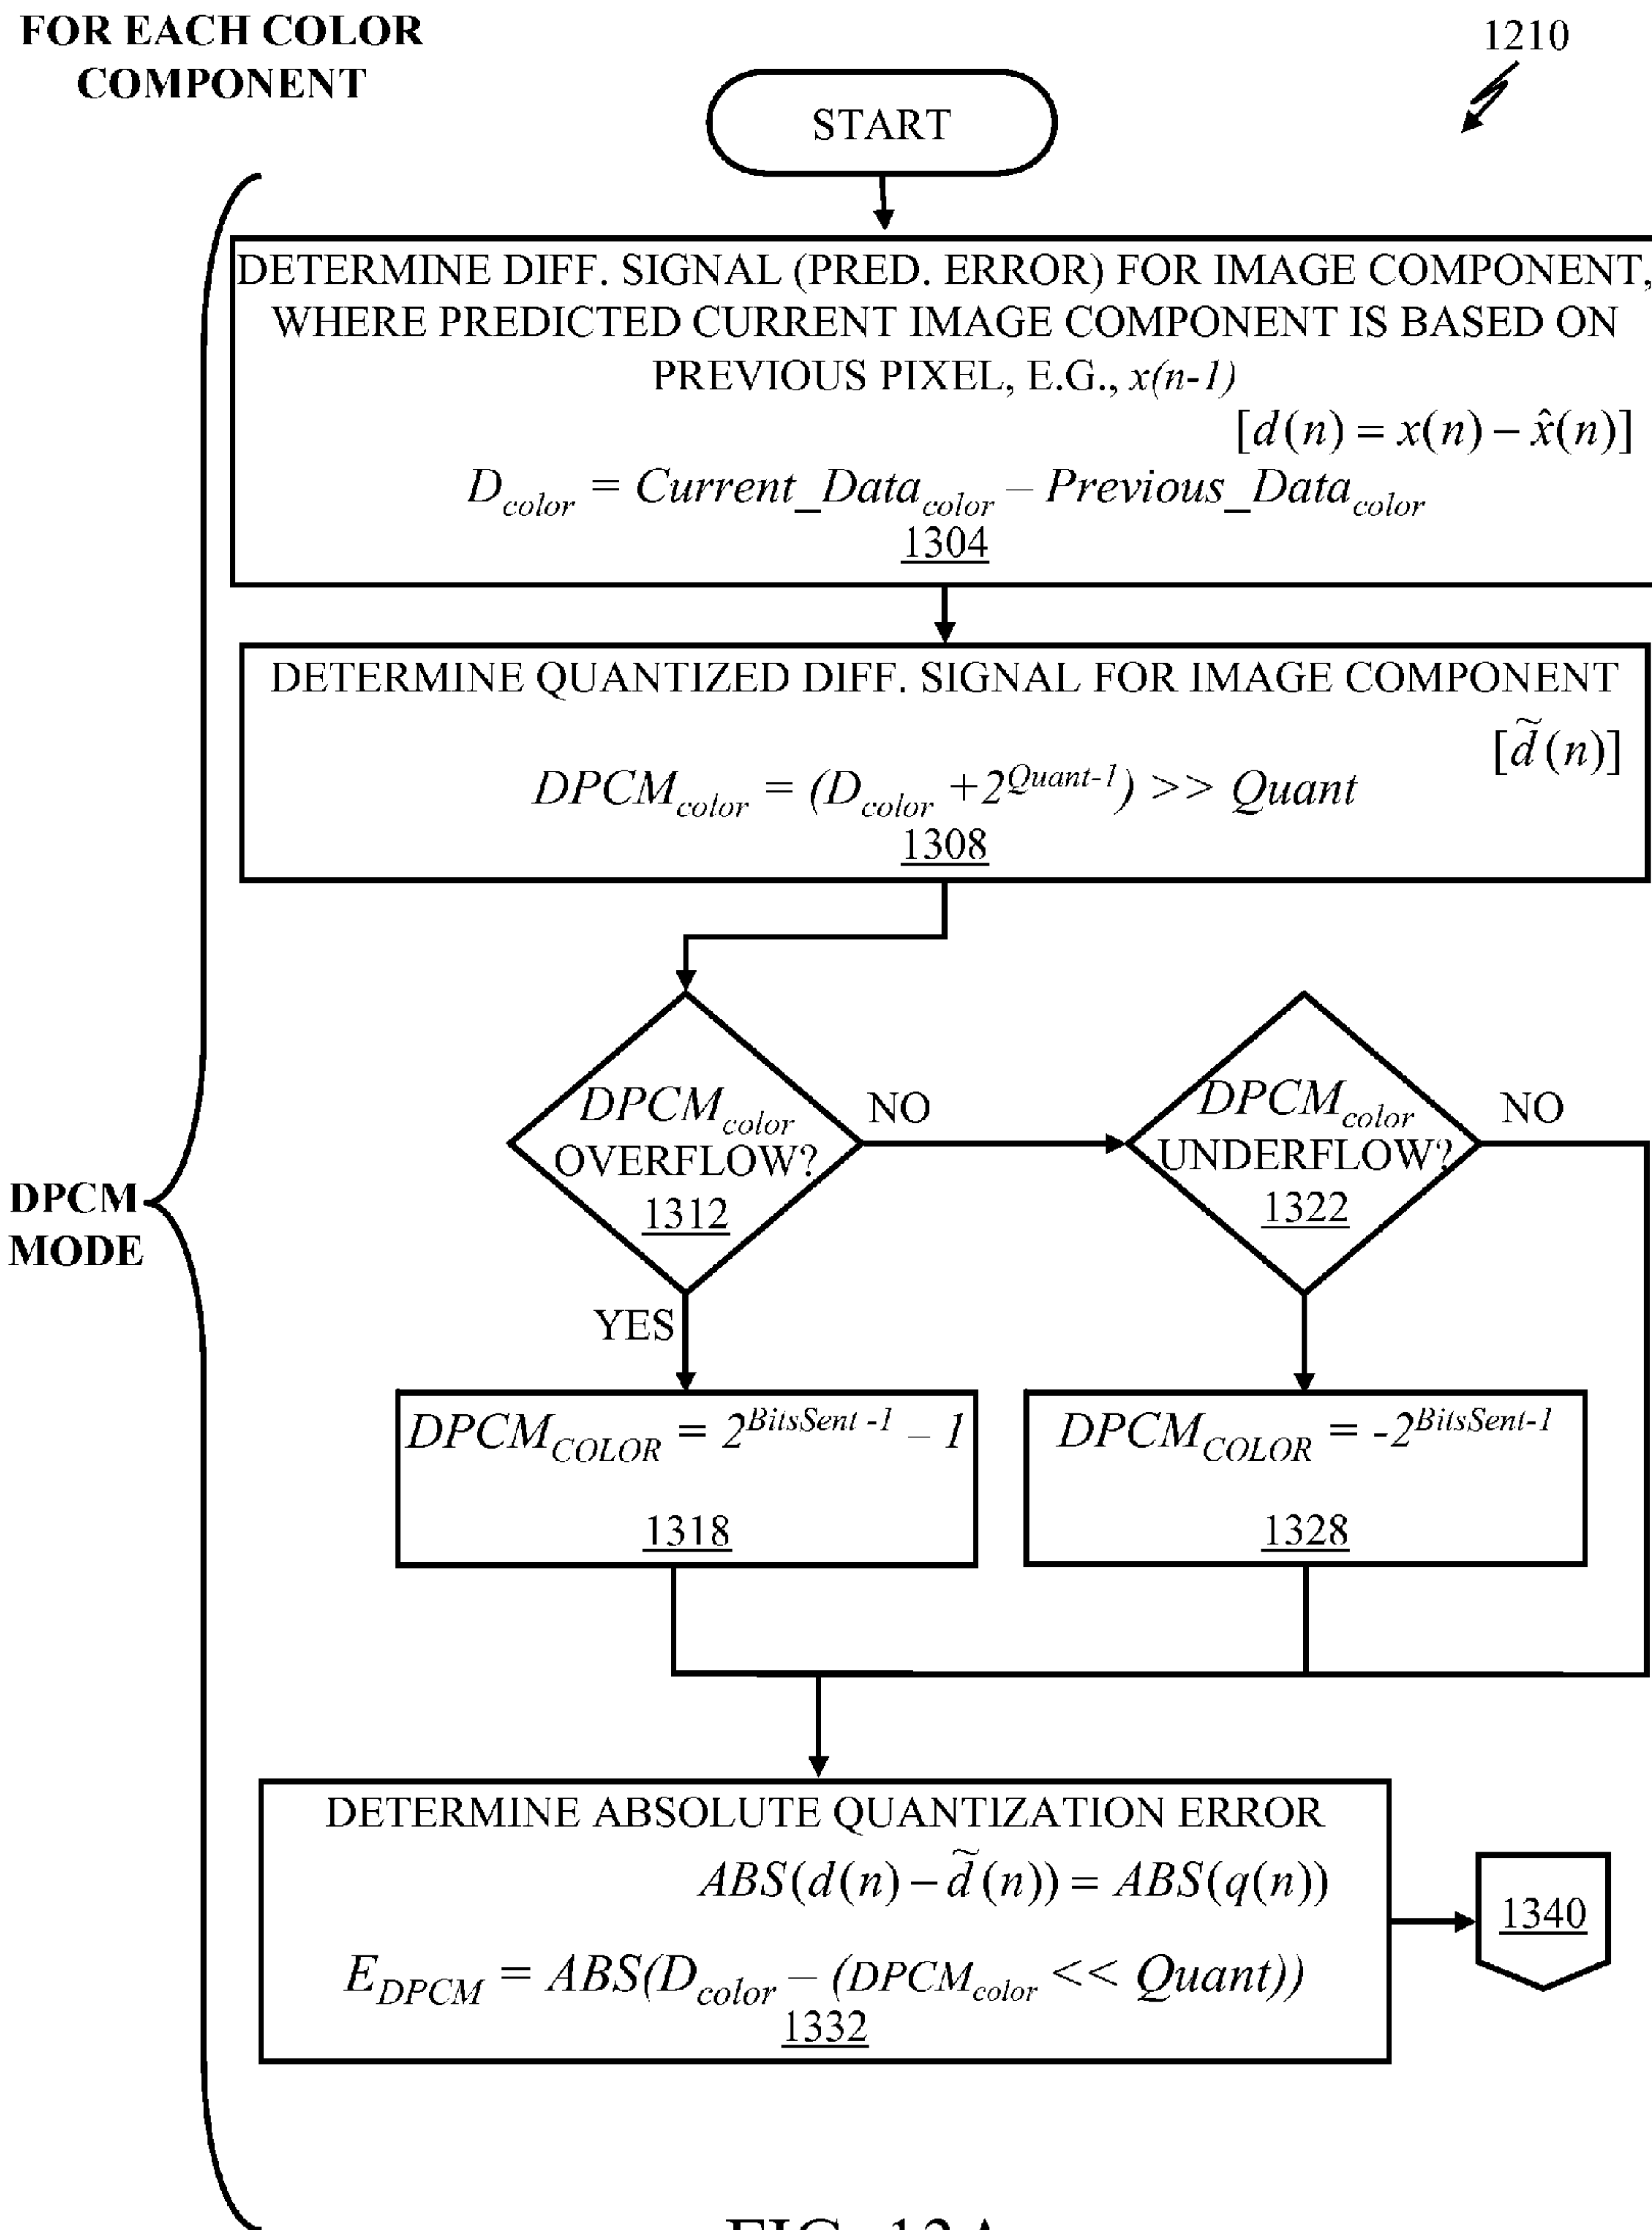 FOR EACH COLOR
COMPONENT
1210
START
DETERMINE DIFF. SIGNAL (PRED. ERROR) FOR IMAGE COMPONENT,
WHERE PREDICTED CURRENT IMAGE COMPONENT IS BASED ON
PREVIOUS PIXEL, E.G., x(n-1)
[d(n) = x(n) − x̂(n)]
D_color = Current_Data_color − Previous_Data_color
1304
DETERMINE QUANTIZED DIFF. SIGNAL FOR IMAGE COMPONENT
[d̃(n)]
DPCM_color = (D_color +2^Quant-1) >> Quant
1308
DPCM_color
OVERFLOW?
1312
NO
DPCM_color
UNDERFLOW?
1322
NO
DPCM
MODE
YES
DPCM_COLOR = 2^BitsSent -1 − 1
1318
DPCM_COLOR = -2^BitsSent-1
1328
DETERMINE ABSOLUTE QUANTIZATION ERROR
ABS(d(n) − d̃(n)) = ABS(q(n))
E_DPCM = ABS(D_color − (DPCM_color << Quant))
1332
1340
FIG. 13A